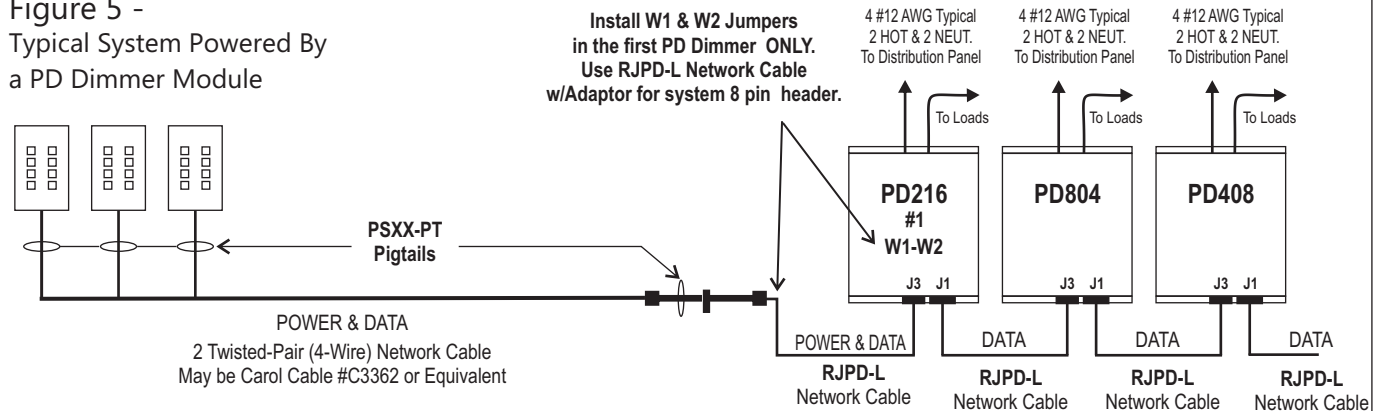 Figure 5 -
Typical System Powered By
a PD Dimmer Module
Install W1 & W2 Jumpers
in the first PD Dimmer ONLY.
Use RJPD-L Network Cable
w/Adaptor for system 8 pin header.
4 #12 AWG Typical
2 HOT & 2 NEUT.
To Distribution Panel
4 #12 AWG Typical
2 HOT & 2 NEUT.
To Distribution Panel
4 #12 AWG Typical
2 HOT & 2 NEUT.
To Distribution Panel
To Loads
To Loads
To Loads
PD216
#1
W1-W2
J3 J1
PD804
J3 J1
PD408
J3 J1
PSXX-PT
Pigtails
POWER & DATA
2 Twisted-Pair (4-Wire) Network Cable
May be Carol Cable #C3362 or Equivalent
POWER & DATA
RJPD-L
Network Cable
DATA
RJPD-L
Network Cable
DATA
RJPD-L
Network Cable
DATA
RJPD-L
Network Cable